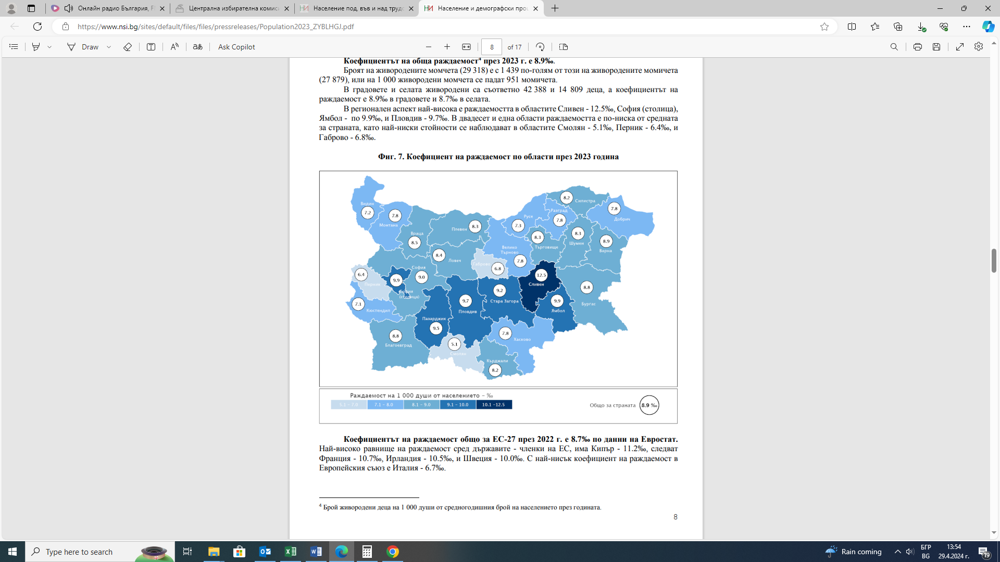 Онлайн радио България, F
Централна избирателна комис
Население под, във и над трудо
Население и демографски про
https://www.nsi.bg/sites/default/files/files/pressreleases/Population2023_ZYBLHGJ.pdf
Draw
Ask Copilot
8 of 17
Коефициентът на обща раждаемост4 през 2023 г. е 8.9‰.
Броят на живородените момчета (29 318) е с 1 439 по-голям от този на живородените момичета
(27 879), или на 1 000 живородени момчета се падат 951 момичета.
В градовете и селата живородени са съответно 42 388 и 14 809 деца, а коефициентът на
раждаемост е 8.9‰ в градовете и 8.7‰ в селата.
В регионален аспект най-висока е раждаемостта в областите Сливен - 12.5‰, София (столица),
Ямбол - по 9.9‰, и Пловдив - 9.7‰. В двадесет и една области раждаемостта е по-ниска от средната
за страната, като най-ниски стойности се наблюдават в областите Смолян - 5.1‰, Перник - 6.4‰, и
Габрово - 6.8‰.
Фиг. 7. Коефициент на раждаемост по области през 2023 година
Видин
7.2
7.8
Монтана
Враца
8.5
Плевен
8.3
8.4
Ловеч
Русе
7.3
Разград
7.8
8.2
Силистра
7.8
Добрич
8.3
Търговище
8.3
Шумен
8.9
Варна
Велико
Търново
7.8
Габрово
6.8
6.4
Перник
9.9
София
(столица)
София
9.0
7.1
Кюстендил
8.8
Благоевград
Пазарджик
9.5
9.7
Пловдив
9.2
Стара Загора
12.5
Сливен
9.9
Ямбол
8.8
Бургас
5.1
Смолян
7.8
Хасково
Кърджали
8.2
Раждаемост на 1 000 души от населението – ‰
5.1 – 7.0
7.1 – 8.0
8.1 – 9.0
9.1 – 10.0
10.1 –12.5
Общо за страната 8.9 ‰
Коефициентът на раждаемост общо за ЕС-27 през 2022 г. е 8.7‰ по данни на Евростат.
Най-високо равнище на раждаемост сред държавите - членки на ЕС, има Кипър - 11.2‰, следват
Франция - 10.7‰, Ирландия - 10.5‰, и Швеция - 10.0‰. С най-нисък коефициент на раждаемост в
Европейския съюз е Италия - 6.7‰.
4 Брой живородени деца на 1 000 души от средногодишния брой на населението през годината.
8
Type here to search
Rain coming
БГР
BG
13:54
29.4.2024 г.
19